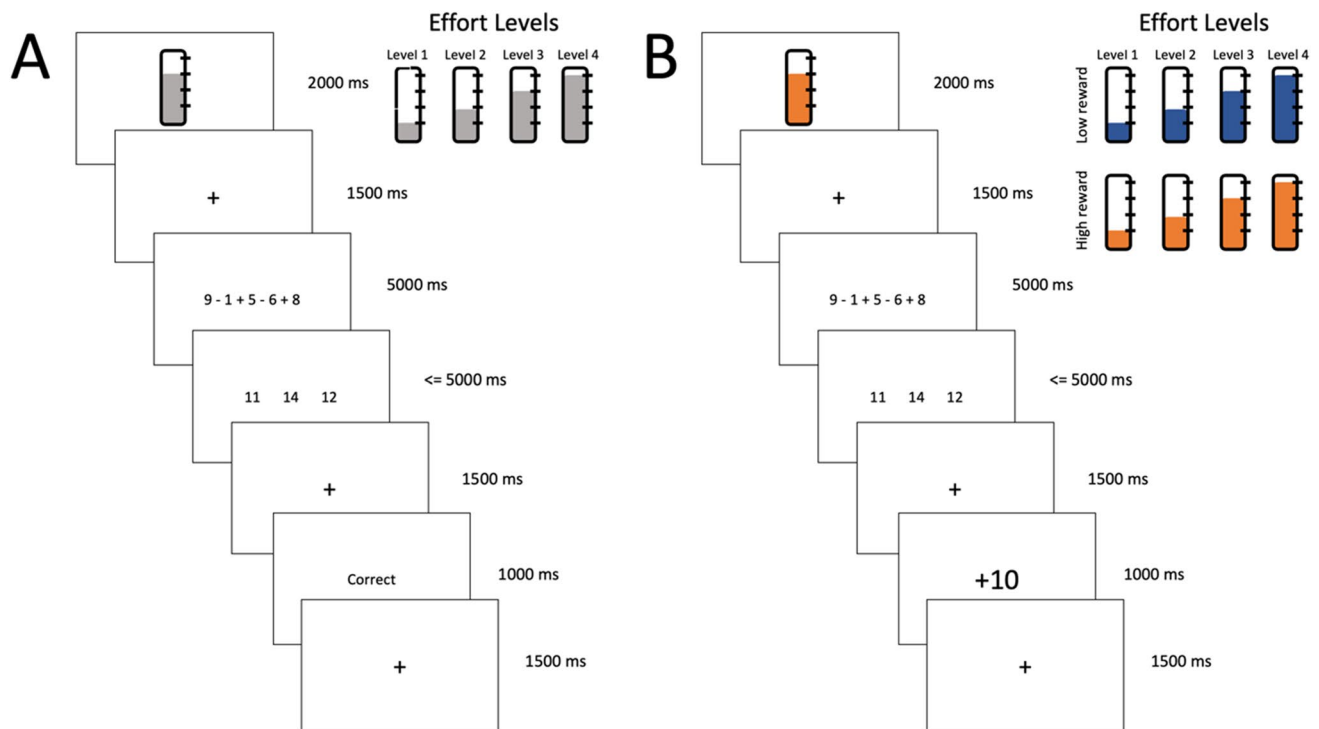 A
2000 ms
Effort Levels
Level 1 Level 2 Level 3 Level 4
+
1500 ms
9 - 1 + 5 - 6 + 8
5000 ms
11 14 12
<= 5000 ms
+
1500 ms
Correct
1000 ms
+
1500 ms
B
2000 ms
Effort Levels
Level 1 Level 2 Level 3 Level 4
Low reward
High reward
+
1500 ms
9 - 1 + 5 - 6 + 8
5000 ms
11 14 12
<= 5000 ms
+
1500 ms
+10
1000 ms
+
1500 ms